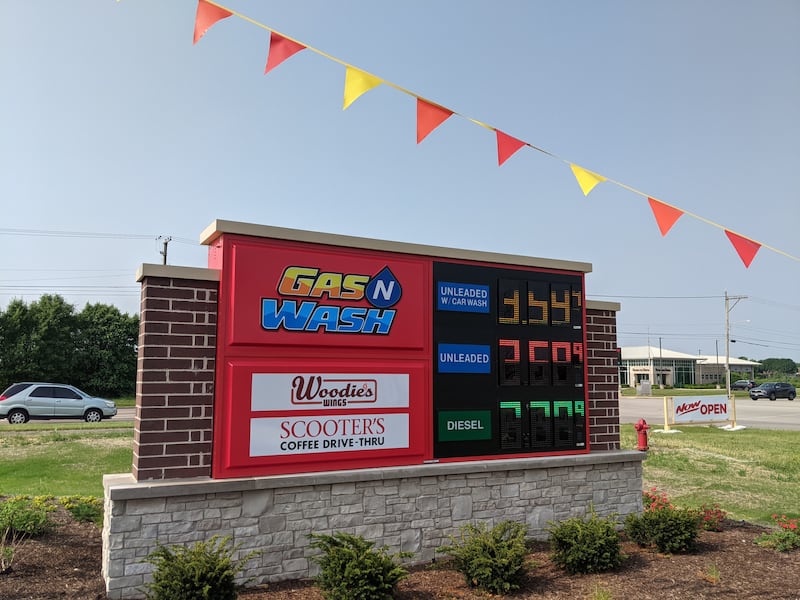 GAS N
WASH
Woodie's
WINGS
SCOOTER'S
COFFEE DRIVE-THRU
UNLEADED
W/ CAR WASH
UNLEADED
DIESEL
NOW OPEN